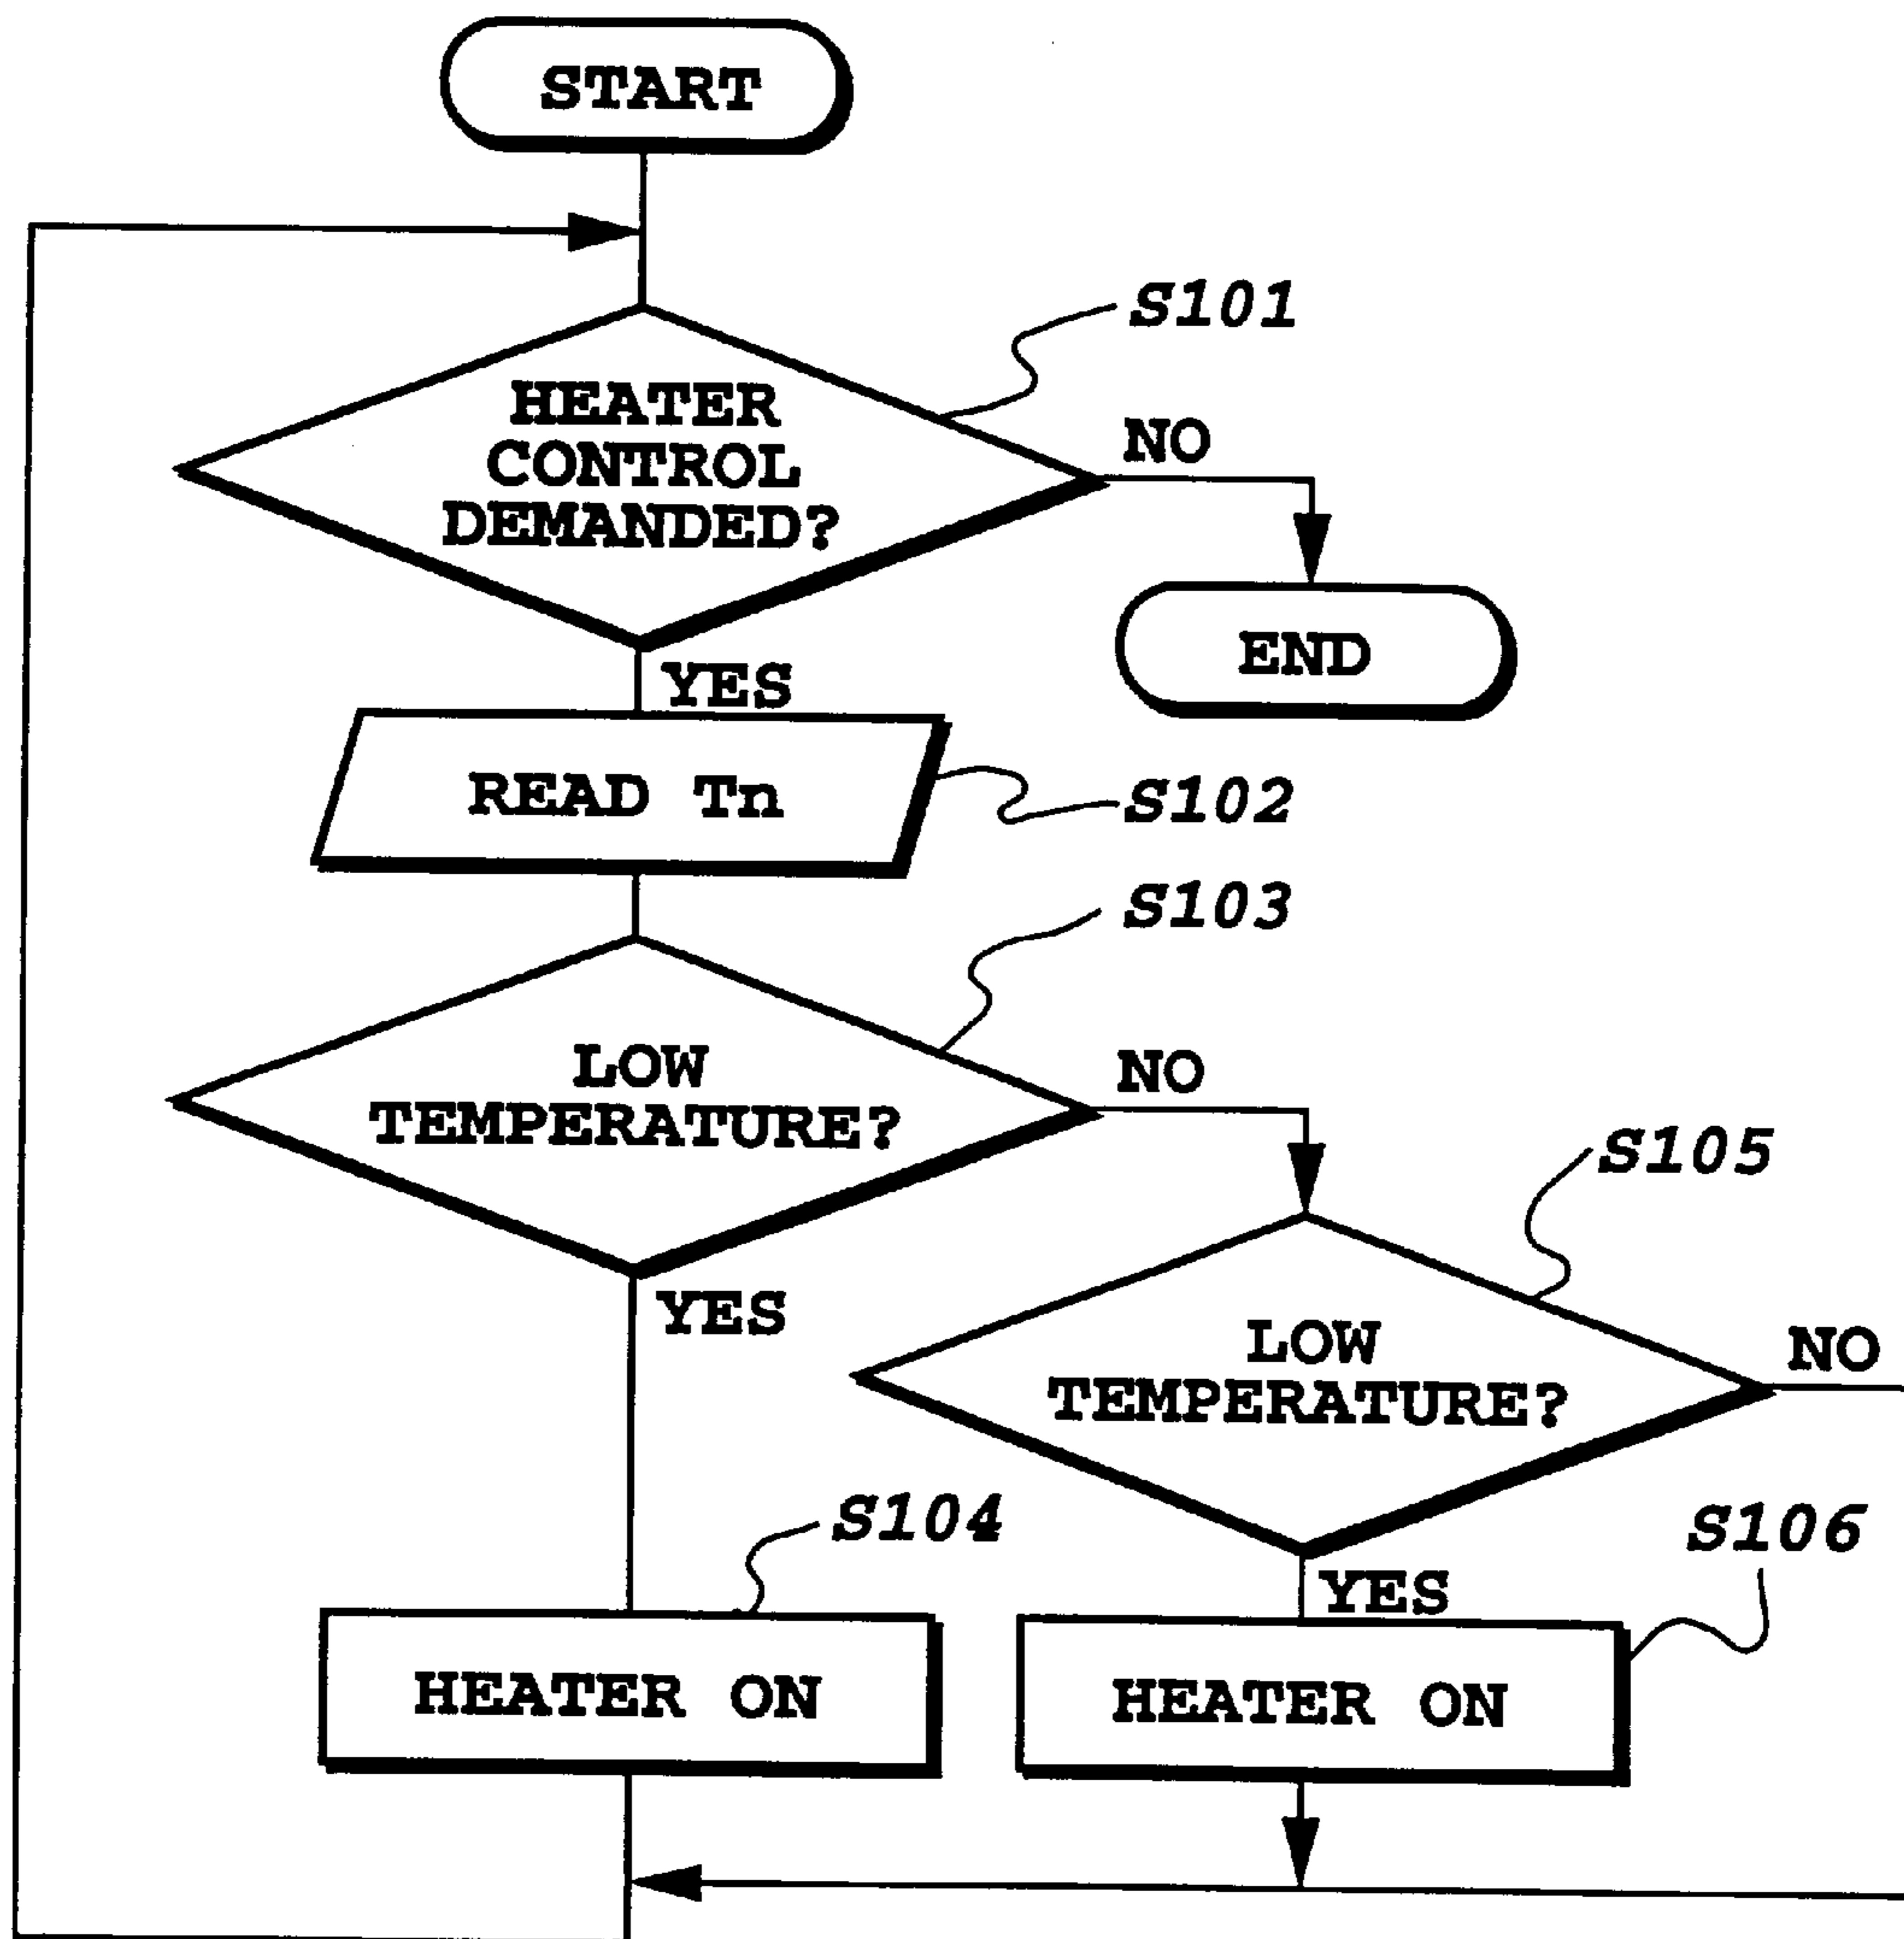 START
S101
HEATER
CONTROL
DEMANDED?
NO
END
YES
READ Tn
S102
S103
LOW
TEMPERATURE?
NO
S105
YES
LOW
TEMPERATURE?
NO
S104
S106
YES
HEATER ON
HEATER ON